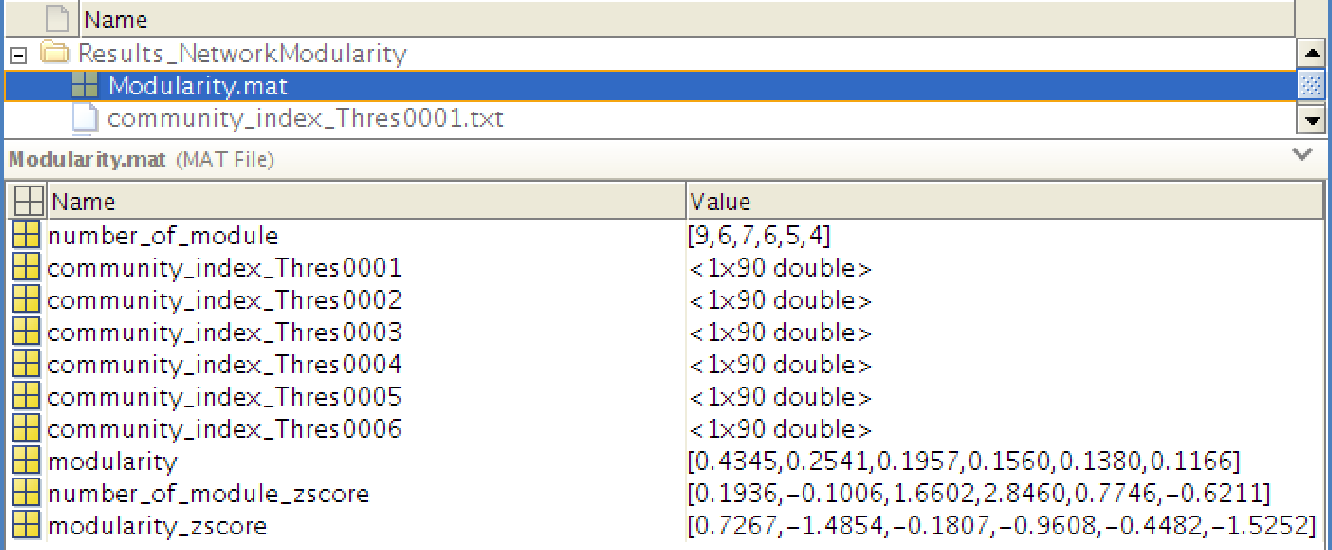 Name
Results_NetworkModularity
Modularity.mat
community_index_Thres0001.txt
Modularity.mat (MAT File)
Name Value
number_of_module [9,6,7,6,5,4]
community_index_Thres0001 <1x90 double>
community_index_Thres0002 <1x90 double>
community_index_Thres0003 <1x90 double>
community_index_Thres0004 <1x90 double>
community_index_Thres0005 <1x90 double>
community_index_Thres0006 <1x90 double>
modularity [0.4345,0.2541,0.1957,0.1560,0.1380,0.1166]
number_of_module_zscore [0.1936,−0.1006,1.6602,2.8460,0.7746,−0.6211]
modularity_zscore [0.7267,−1.4854,−0.1807,−0.9608,−0.4482,−1.5252]